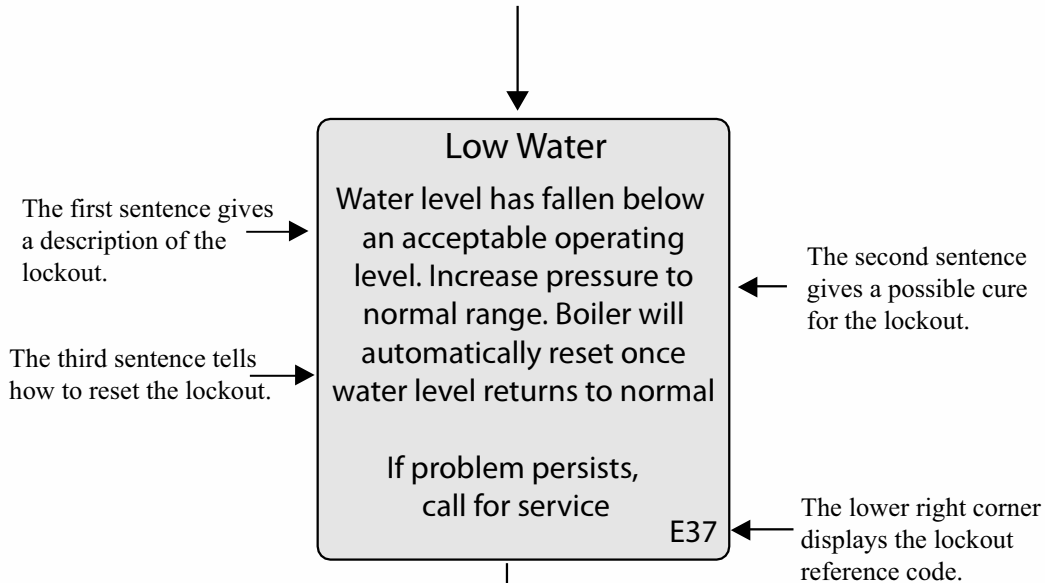 Low Water
The first sentence gives
a description of the
lockout.
Water level has fallen below
an acceptable operating
level. Increase pressure to
normal range. Boiler will
automatically reset once
water level returns to normal
The second sentence
gives a possible cure
for the lockout.
The third sentence tells
how to reset the lockout.
If problem persists,
call for service
E37
The lower right corner
displays the lockout
reference code.